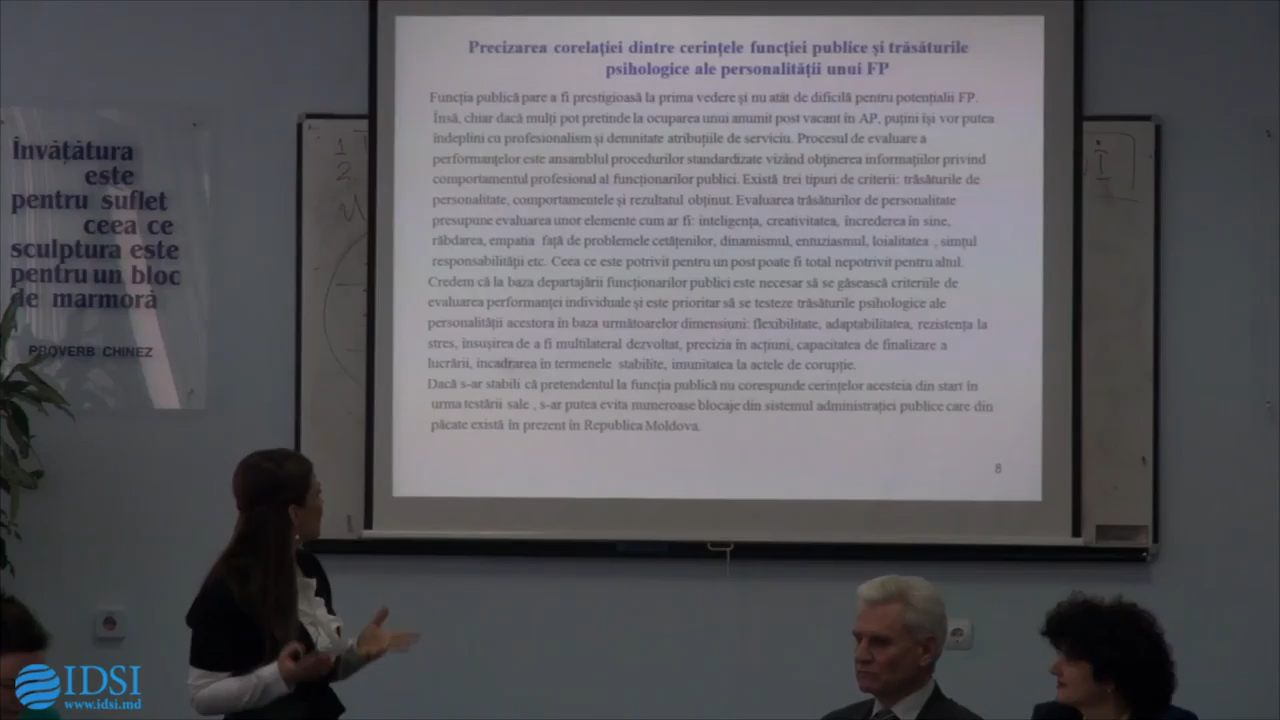 Precizarea corelației dintre cerințele funcției publice și trăsăturile
psihologice ale personalității unui FP
Funcția publică pare a fi prestigioasă la prima vedere și nu atât de dificilă pentru potențialii FP.
Însă, chiar dacă mulți pot pretinde la ocuparea unui anumit post vacant în AP, puțini își vor putea
îndeplini cu profesionalism și demnitate atribuțiile de serviciu. Procesul de evaluare a
performanțelor este ansamblul procedurilor standardizate vizând obținerea informațiilor privind
comportamentul profesional al funcționarilor publici. Există trei tipuri de criterii: trăsăturile de
personalitate, comportamentele și rezultatul obținut. Evaluarea trăsăturilor de personalitate
presupune evaluarea unor elemente cum ar fi: inteligența, creativitatea, încrederea în sine,
răbdarea, empatia față de problemele cetățenilor, dinamismul, entuziasmul, loialitatea , simțul
responsabilității etc. Ceea ce este potrivit pentru un post poate fi total nepotrivit pentru altul.
Credem că la baza departajării funcționarilor publici este necesar să se găsească criteriile de
evaluare performanței individuale și este prioritar să se testeze trăsăturile psihologice ale
personalității acestora în baza următoarelor dimensiuni: flexibilitate, adaptabilitatea, rezistența la
stres, însușirea de a fi multilateral dezvoltat, precizia în acțiuni, capacitatea de finalizare a
lucrării, încadrarea în termenele stabilite, imunitatea la actele de corupție.
Dacă s-ar stabili că pretendentul la funcția publică nu corespunde cerințelor acesteia din start în
urma testării sale , s-ar putea evita numeroase blocaje din sistemul administrației publice care din
păcate există în prezent în Republica Moldova.
8
Învățătura
este
pentru suflet
ceea ce
sculptura este
pentru un bloc
de marmoră
PROVERB CHINEZ
1
2
IDSI
www.idsi.md